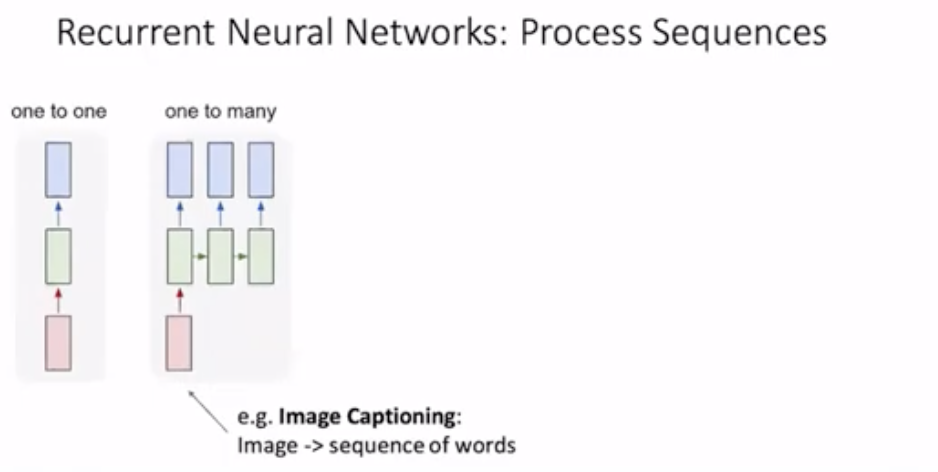 Recurrent Neural Networks: Process Sequences
one to one
one to many
e.g. Image Captioning:
Image -> sequence of words